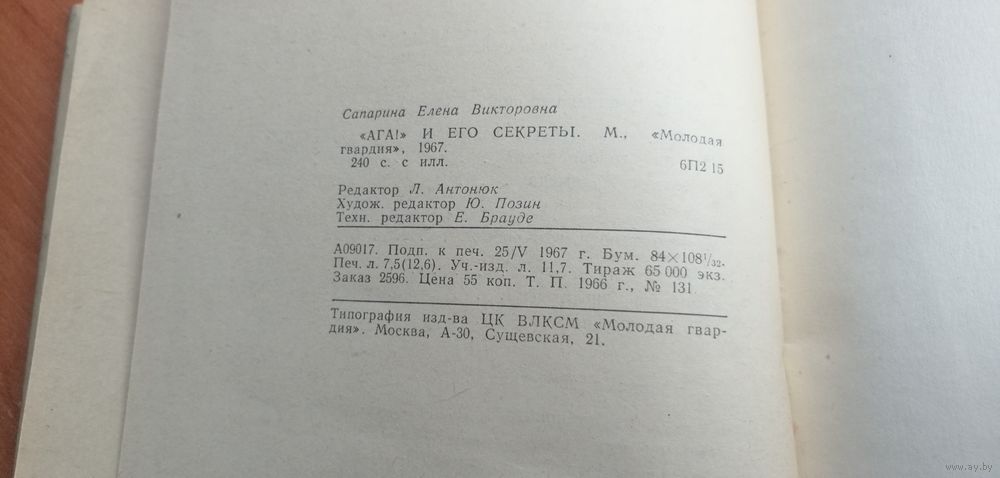 Сапарина Елена Викторовна
«АГА!» И ЕГО СЕКРЕТЫ. М., «Молодая
гвардия», 1967.
240 с. с илл. 6П2 15
Редактор Л. Антонюк
Худож. редактор Ю. Позин
Техн. редактор Е. Брауде
А09017. Подп. к печ. 25/V 1967 г. Бум. 84×108¹/₃₂.
Печ. л. 7,5(12,6). Уч.-изд. л. 11,7. Тираж 65 000 экз.
Заказ 2596. Цена 55 коп. Т. П. 1966 г., № 131.
Типография изд-ва ЦК ВЛКСМ «Молодая гвар-
дия». Москва, А-30, Сущевская, 21.
www.ay.by